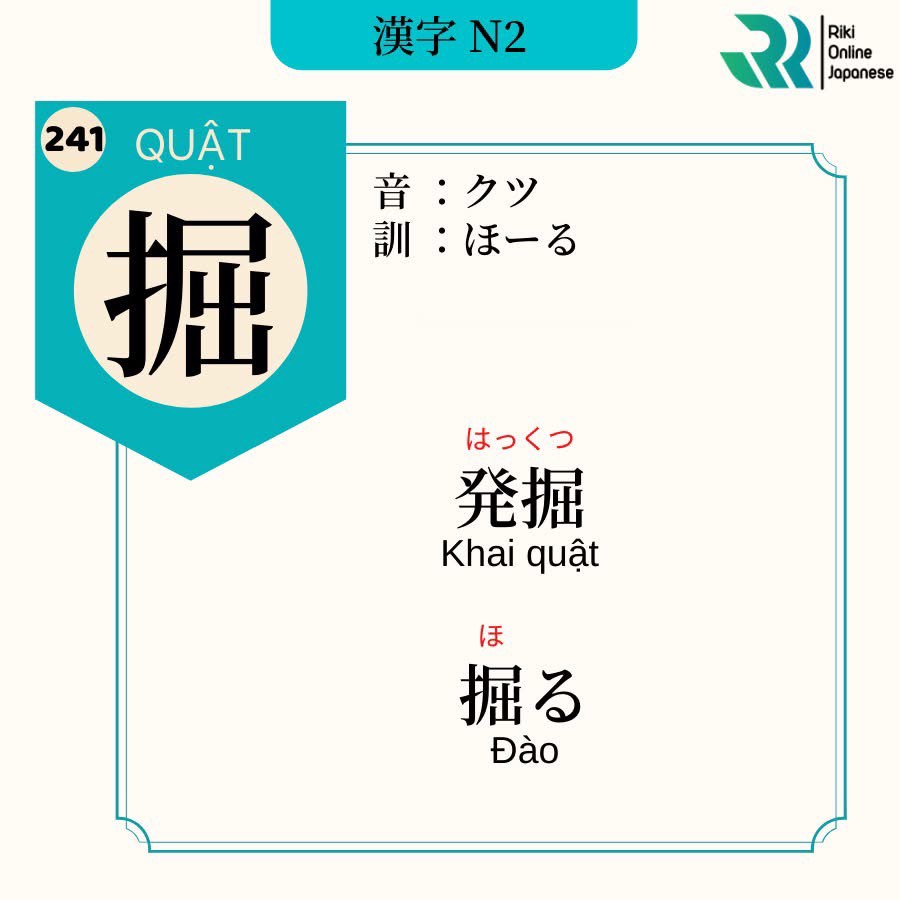 漢字 N2
Riki
Online
Japanese
241
QUẬT
掘
音 ：クツ
訓 ：ほーる
はっくつ
発掘
Khai quật
ほ
掘る
Đào